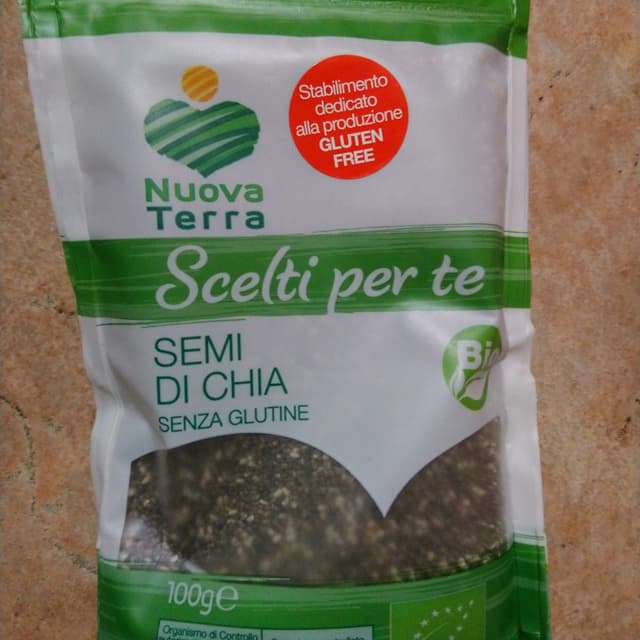 Stabilimento
dedicato
alla produzione
GLUTEN
FREE
Nuova
Terra
Scelti per te
SEMI
DI CHIA
SENZA GLUTINE
Bio
100g℮
Organismo di Controllo